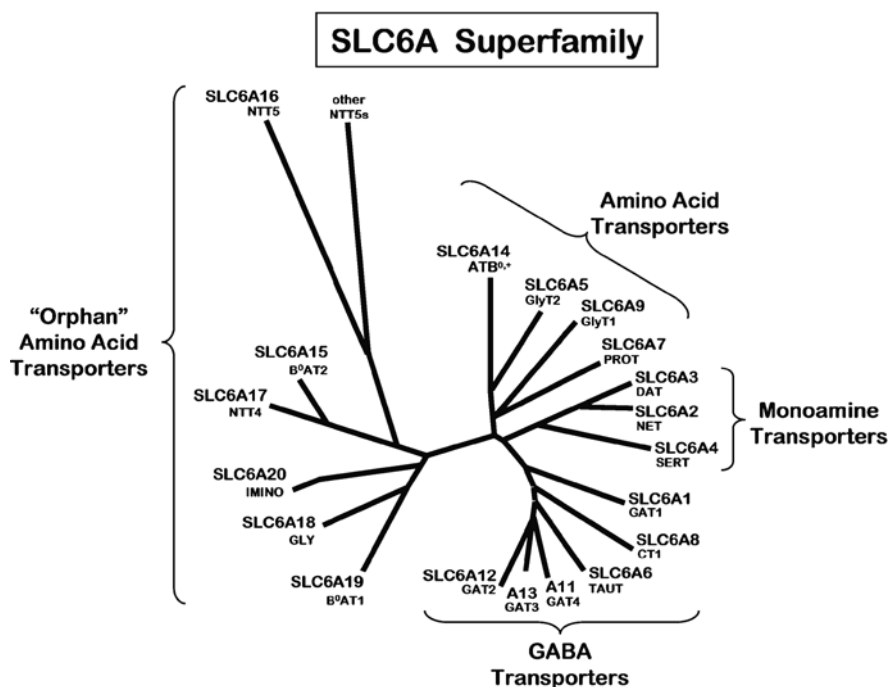 SLC6A Superfamily
SLC6A16
NTT5
other
NTT5s
"Orphan"
Amino Acid
Transporters
SLC6A15
B⁰AT2
SLC6A17
NTT4
SLC6A20
IMINO
SLC6A18
GLY
SLC6A19
B⁰AT1
Amino Acid
Transporters
SLC6A14
ATB⁰,⁺
SLC6A5
GlyT2
SLC6A9
GlyT1
SLC6A7
PROT
SLC6A3
DAT
SLC6A2
NET
SLC6A4
SERT
Monoamine
Transporters
SLC6A1
GAT1
SLC6A8
CT1
SLC6A6
TAUT
A11
GAT4
A13
GAT3
SLC6A12
GAT2
GABA
Transporters